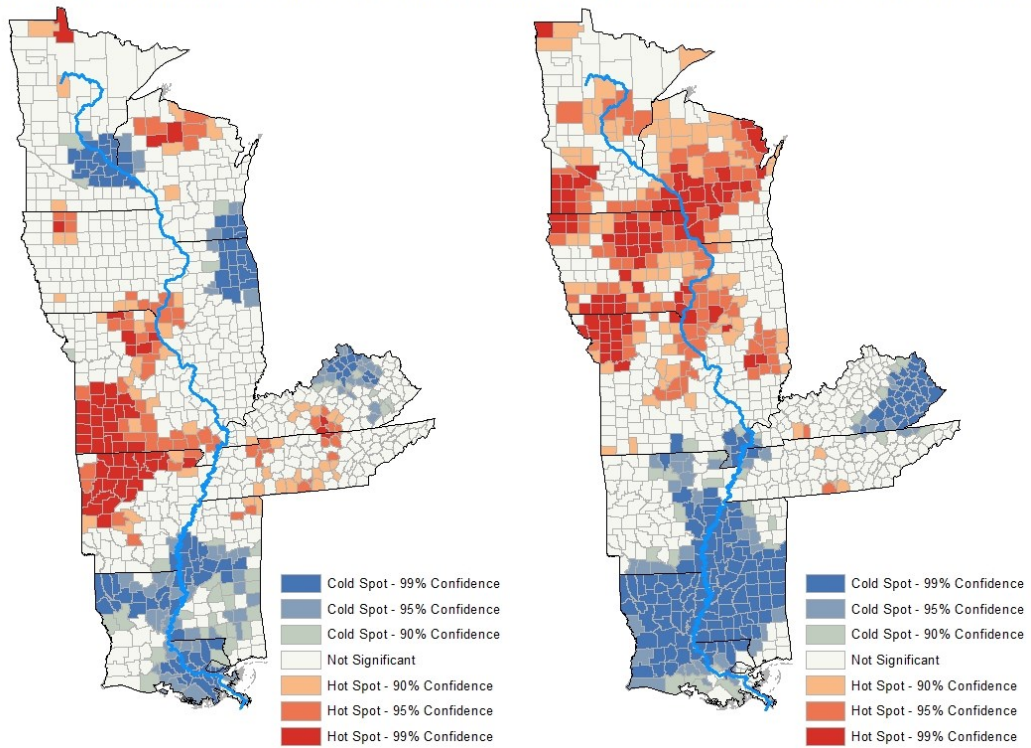 Cold Spot - 99% Confidence
Cold Spot - 95% Confidence
Cold Spot - 90% Confidence
Not Significant
Hot Spot - 90% Confidence
Hot Spot - 95% Confidence
Hot Spot - 99% Confidence
Cold Spot - 99% Confidence
Cold Spot - 95% Confidence
Cold Spot - 90% Confidence
Not Significant
Hot Spot - 90% Confidence
Hot Spot - 95% Confidence
Hot Spot - 99% Confidence